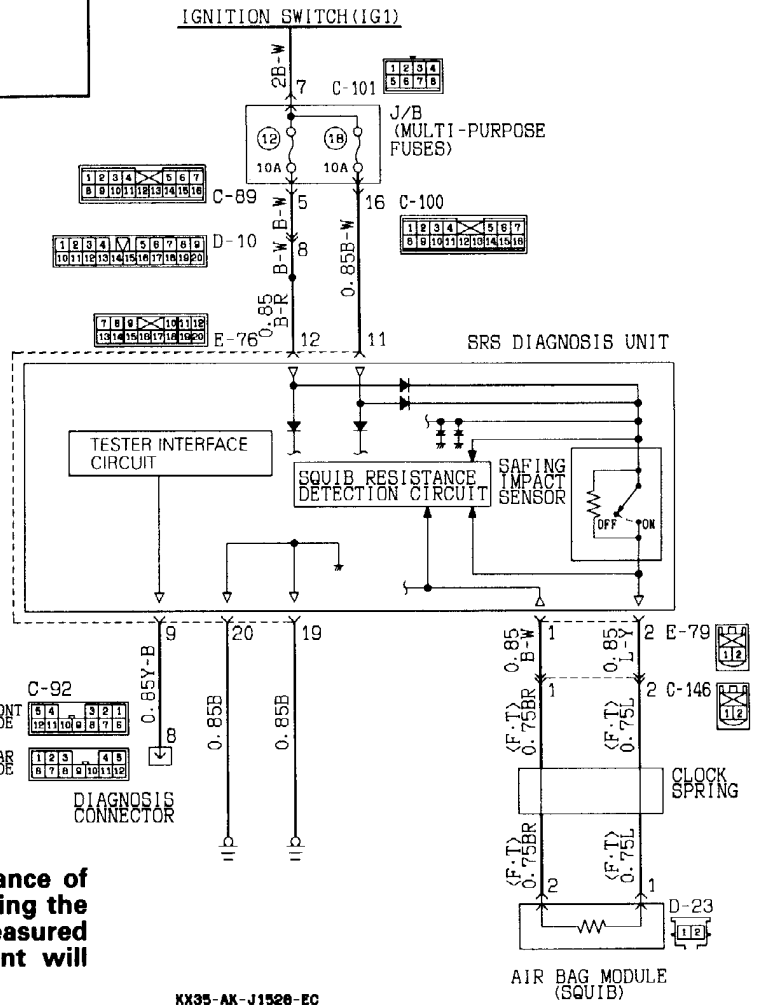 IGNITION SWITCH(IG1)
2B-W
7
C-101
1 2 3 4
5 6 7 8
J/B
(MULTI-PURPOSE
FUSES)
12
18
10A
10A
1 2 3 4 5 6 7
8 9 10 11 12 13 14 15 16
C-89
5
16
C-100
B-W
1 2 3 4 5 6 7
8 9 10 11 12 13 14 15 16
1 2 3 4 5 6 7 8 9
10 11 12 13 14 15 16 17 18 19 20
D-10
8
B-W
0.85B-W
0.85
B-R
7 8 9 10 11 12
13 14 15 16 17 18 19 20
E-76
12
11
SRS DIAGNOSIS UNIT
TESTER INTERFACE
CIRCUIT
SQUIB RESISTANCE
DETECTION CIRCUIT
SAFING
IMPACT
SENSOR
OFF
ON
9
20
19
1
2
E-79
1 2
0.85Y-B
0.85B
0.85B
0.85
B-W
0.85
L-Y
1
2
C-146
1 2
C-92
5 4 3 2 1
12 11 10 9 8 7 6
8
1 2 3 4 5
6 7 8 9 10 11 12
DIAGNOSIS
CONNECTOR
<F·T>
0.75BR
<F·T>
0.75L
CLOCK
SPRING
<F·T>
0.75BR
<F·T>
0.75L
2
1
D-23
1 2
AIR BAG MODULE
(SQUIB)
ance of
ing the
easured
nt will
KX35-AK-J1526-EC